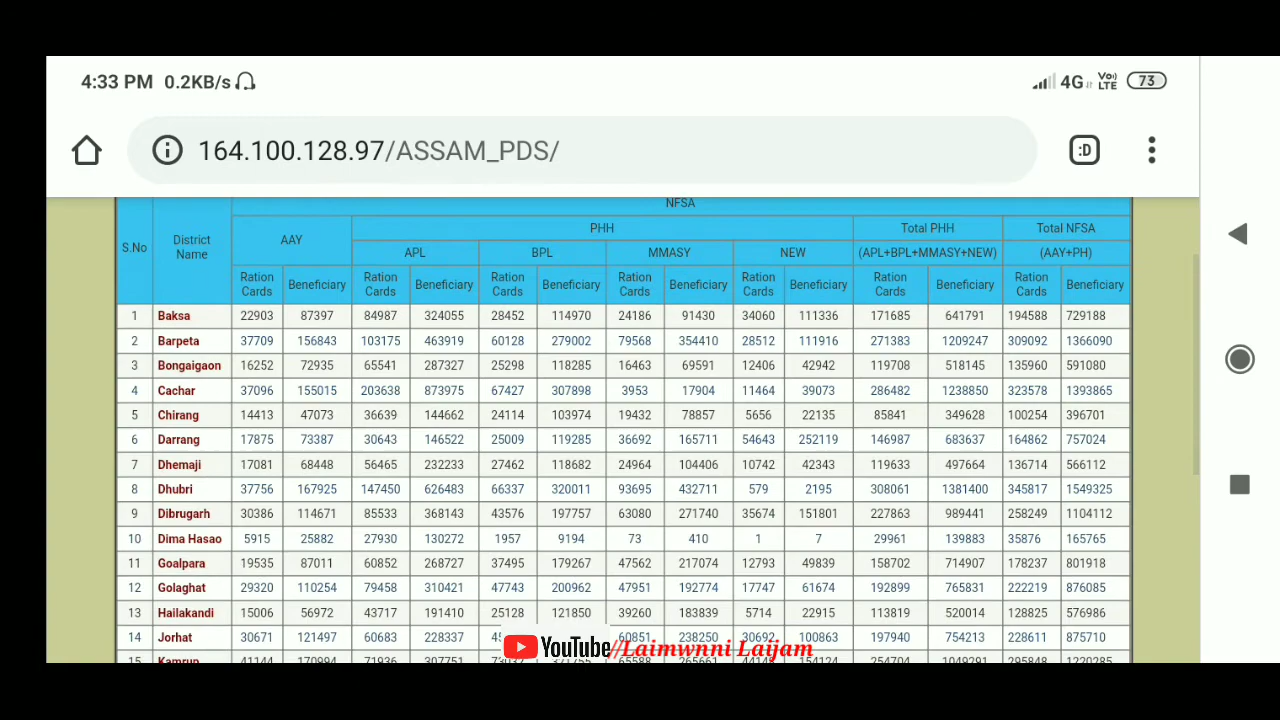 4:33 PM 0.2KB/s 4G Vo) LTE 73
164.100.128.97/ASSAM_PDS/ :D
NFSA
S.No District Name AAY PHH Total PHH Total NFSA
APL BPL MMASY NEW (APL+BPL+MMASY+NEW) (AAY+PH)
Ration Cards Beneficiary Ration Cards Beneficiary Ration Cards Beneficiary Ration Cards Beneficiary Ration Cards Beneficiary Ration Cards Beneficiary Ration Cards Beneficiary
1 Baksa 22903 87397 84987 324055 28452 114970 24186 91430 34060 111336 171685 641791 194588 729188
2 Barpeta 37709 156843 103175 463919 60128 279002 79568 354410 28512 111916 271383 1209247 309092 1366090
3 Bongaigaon 16252 72935 65541 287327 25298 118285 16463 69591 12406 42942 119708 518145 135960 591080
4 Cachar 37096 155015 203638 873975 67427 307898 3953 17904 11464 39073 286482 1238850 323578 1393865
5 Chirang 14413 47073 36639 144662 24114 103974 19432 78857 5656 22135 85841 349628 100254 396701
6 Darrang 17875 73387 30643 146522 25009 119285 36692 165711 54643 252119 146987 683637 164862 757024
7 Dhemaji 17081 68448 56465 232233 27462 118682 24964 104406 10742 42343 119633 497664 136714 566112
8 Dhubri 37756 167925 147450 626483 66337 320011 93695 432711 579 2195 308061 1381400 345817 1549325
9 Dibrugarh 30386 114671 85533 368143 43576 197757 63080 271740 35674 151801 227863 989441 258249 1104112
10 Dima Hasao 5915 25882 27930 130272 1957 9194 73 410 1 7 29961 139883 35876 165765
11 Goalpara 19535 87011 60852 268727 37495 179267 47562 217074 12793 49839 158702 714907 178237 801918
12 Golaghat 29320 110254 79458 310421 47743 200962 47951 192774 17747 61674 192899 765831 222219 876085
13 Hailakandi 15006 56972 43717 191410 25128 121850 39260 183839 5714 22915 113819 520014 128825 576986
14 Jorhat 30671 121497 60683 228337 60851 238250 30692 100863 197940 754213 228611 875710
15 Kamrup 41144 170994 71936 307751 265661 254704 1049291 295848 1220285
YouTube//Laimwnni Laijam